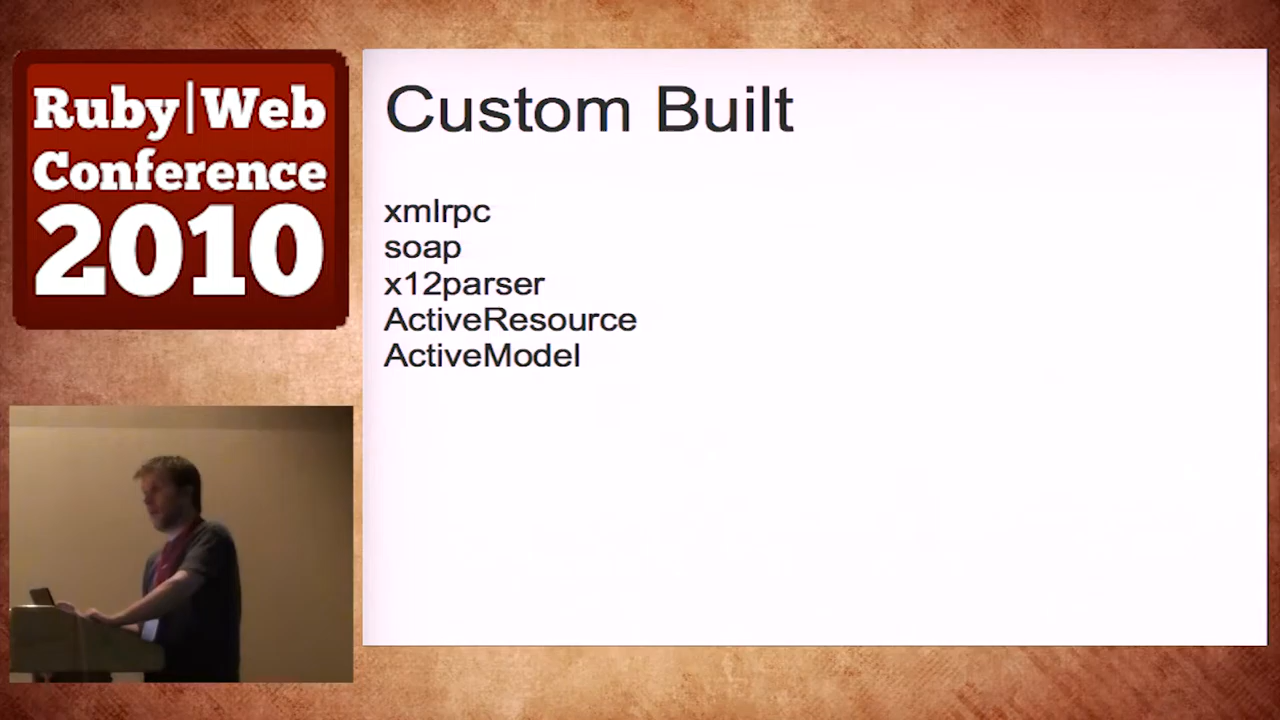 Ruby|Web
Conference
2010
Custom Built
xmlrpc
soap
x12parser
ActiveResource
ActiveModel